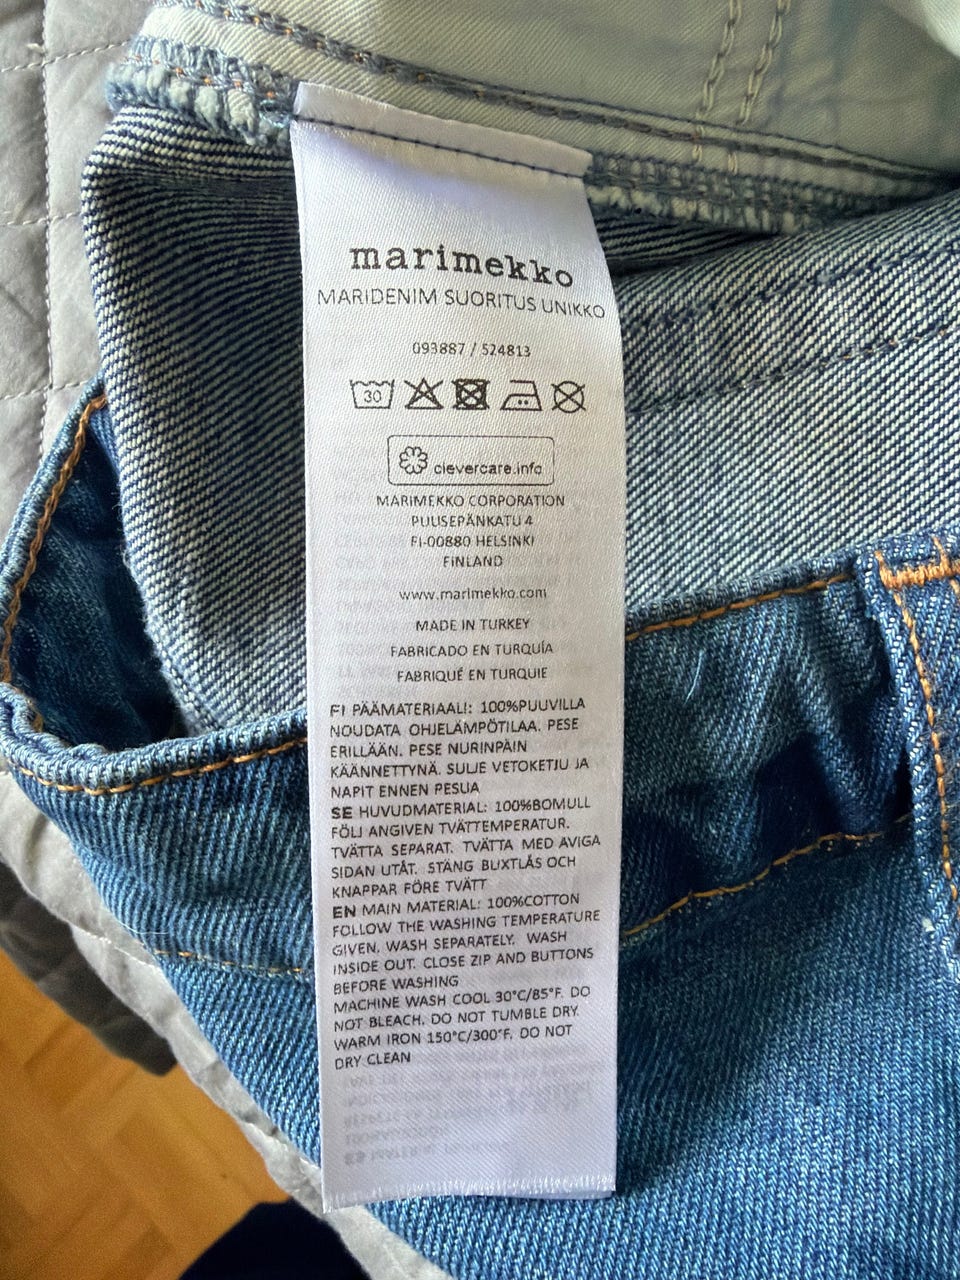 marimekko
MARIDENIM SUORITUS UNIKKO
093887 / 524813
30
clevercare.info
MARIMEKKO CORPORATION
PUUSEPÄNKATU 4
FI-00880 HELSINKI
FINLAND
www.marimekko.com
MADE IN TURKEY
FABRICADO EN TURQUÍA
FABRIQUÉ EN TURQUIE
FI PÄÄMATERIAALI: 100%PUUVILLA
NOUDATA OHJELÄMPÖTILAA. PESE
ERILLÄÄN. PESE NURINPÄIN
KÄÄNNETTYNÄ. SULJE VETOKETJU JA
NAPIT ENNEN PESUA
SE HUVUDMATERIAL: 100%BOMULL
FÖLJ ANGIVEN TVÄTTEMPERATUR.
TVÄTTA SEPARAT. TVÄTTA MED AVIGA
SIDAN UTÅT. STÄNG BLIXTLÅS OCH
KNAPPAR FÖRE TVÄTT
EN MAIN MATERIAL: 100%COTTON
FOLLOW THE WASHING TEMPERATURE
GIVEN. WASH SEPARATELY. WASH
INSIDE OUT. CLOSE ZIP AND BUTTONS
BEFORE WASHING
MACHINE WASH COOL 30°C/85°F. DO
NOT BLEACH. DO NOT TUMBLE DRY.
WARM IRON 150°C/300°F. DO NOT
DRY CLEAN